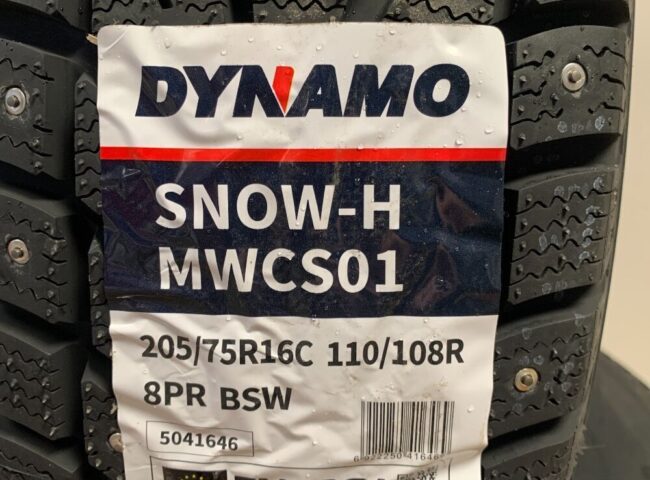 DYNAMO
SNOW-H
MWCS01
205/75R16C 110/108R
8PR BSW
5041646